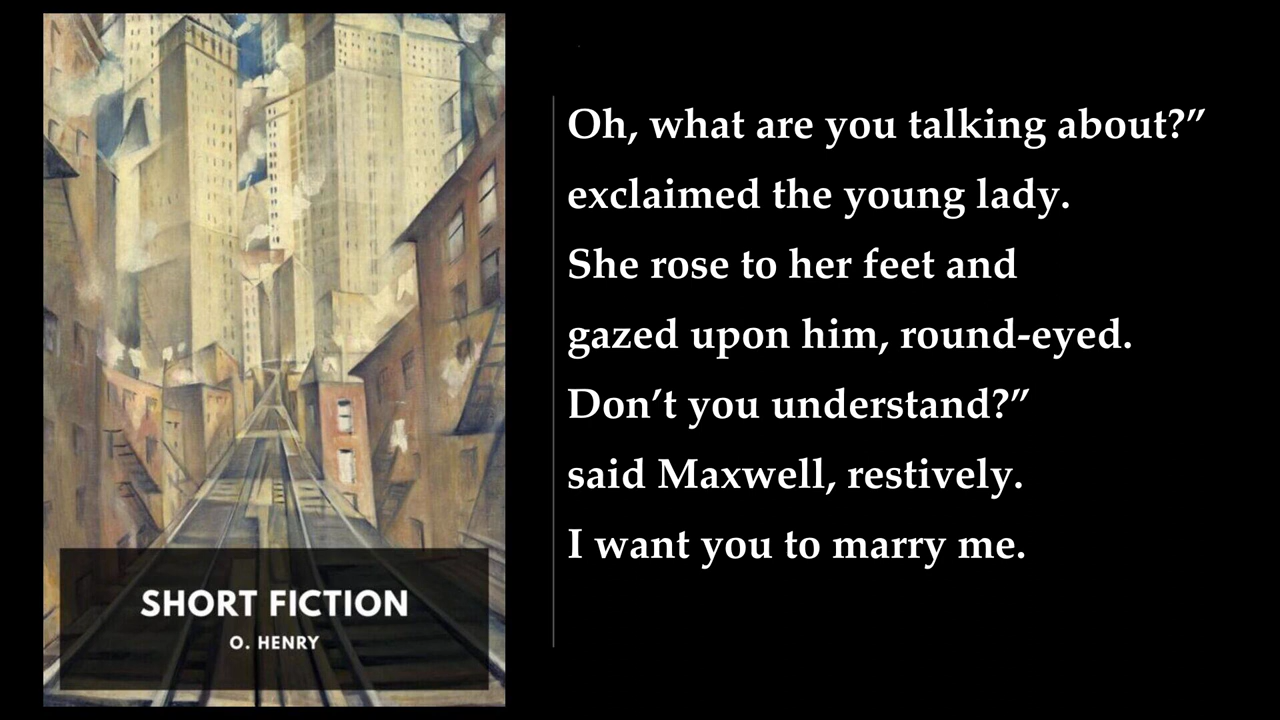 SHORT FICTION
O. HENRY
Oh, what are you talking about?”
exclaimed the young lady.
She rose to her feet and
gazed upon him, round-eyed.
Don’t you understand?”
said Maxwell, restively.
I want you to marry me.